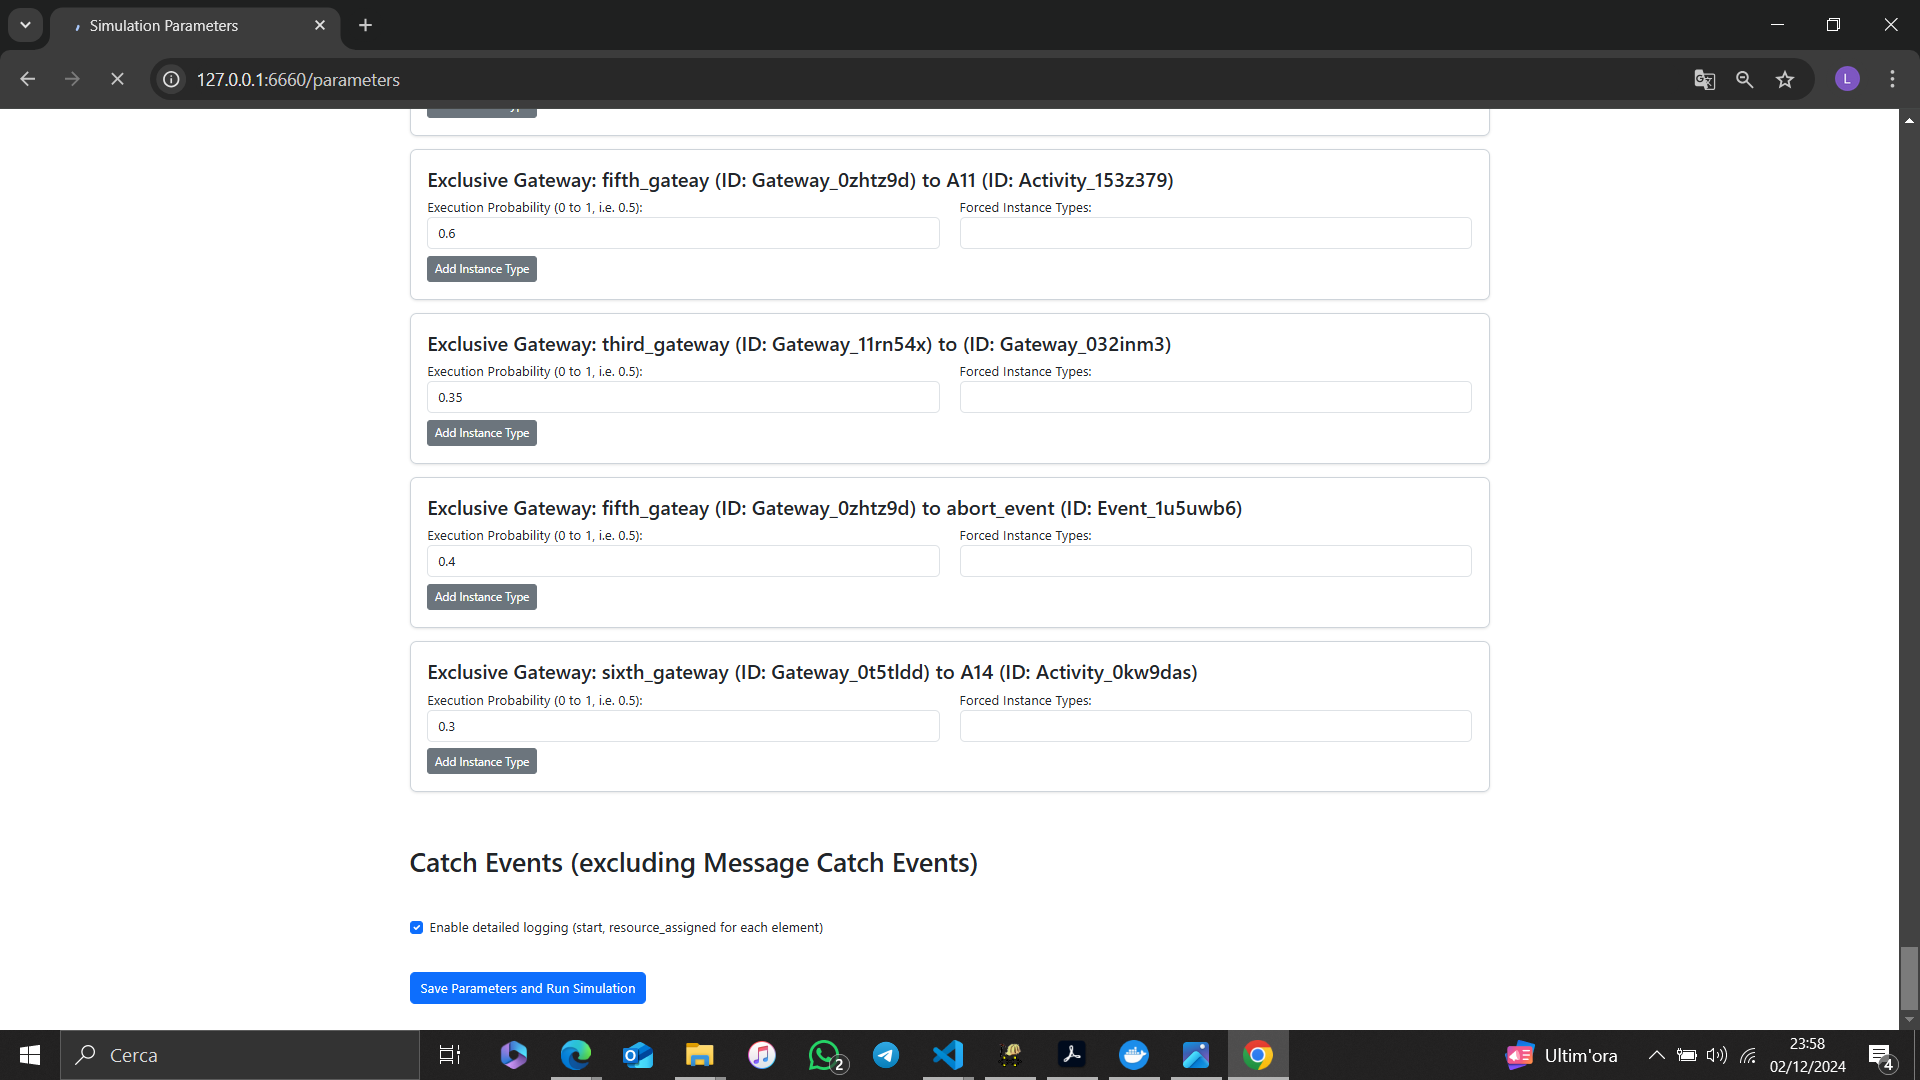 Simulation Parameters
127.0.0.1:6660/parameters
L
Exclusive Gateway: fifth_gateay (ID: Gateway_0zhtz9d) to A11 (ID: Activity_153z379)
Execution Probability (0 to 1, i.e. 0.5):
Forced Instance Types:
0.6
Add Instance Type
Exclusive Gateway: third_gateway (ID: Gateway_11rn54x) to (ID: Gateway_032inm3)
Execution Probability (0 to 1, i.e. 0.5):
Forced Instance Types:
0.35
Add Instance Type
Exclusive Gateway: fifth_gateay (ID: Gateway_0zhtz9d) to abort_event (ID: Event_1u5uwb6)
Execution Probability (0 to 1, i.e. 0.5):
Forced Instance Types:
0.4
Add Instance Type
Exclusive Gateway: sixth_gateway (ID: Gateway_0t5tldd) to A14 (ID: Activity_0kw9das)
Execution Probability (0 to 1, i.e. 0.5):
Forced Instance Types:
0.3
Add Instance Type
Catch Events (excluding Message Catch Events)
Enable detailed logging (start, resource_assigned for each element)
Save Parameters and Run Simulation
Cerca
2
Ultim'ora
23:58
02/12/2024
4